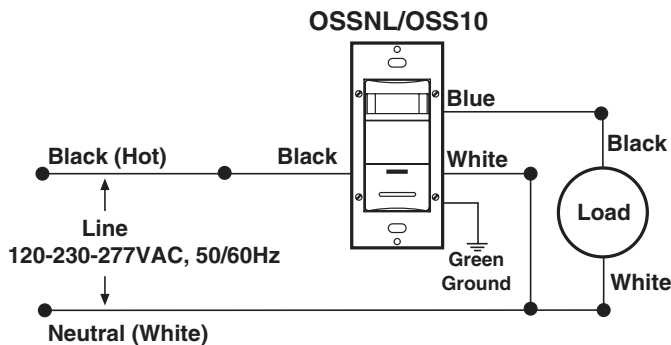 OSSNL/OSS10
Blue
Black
Black (Hot)
Black
White
Line
120-230-277VAC, 50/60Hz
Load
Green
Ground
White
Neutral (White)